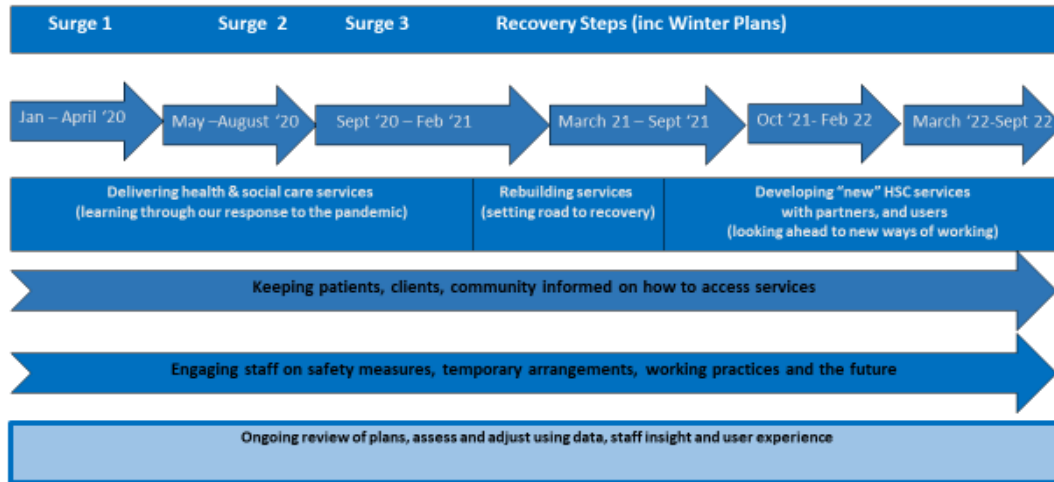 Surge 1 Surge 2 Surge 3 Recovery Steps (inc Winter Plans)
Jan – April ‘20 May –August ‘20 Sept ‘20 – Feb ‘21 March 21 – Sept ‘21 Oct ‘21- Feb 22 March ‘22-Sept 22
Delivering health & social care services
(learning through our response to the pandemic)
Rebuilding services
(setting road to recovery)
Developing “new” HSC services
with partners, and users
(looking ahead to new ways of working)
Keeping patients, clients, community informed on how to access services
Engaging staff on safety measures, temporary arrangements, working practices and the future
Ongoing review of plans, assess and adjust using data, staff insight and user experience